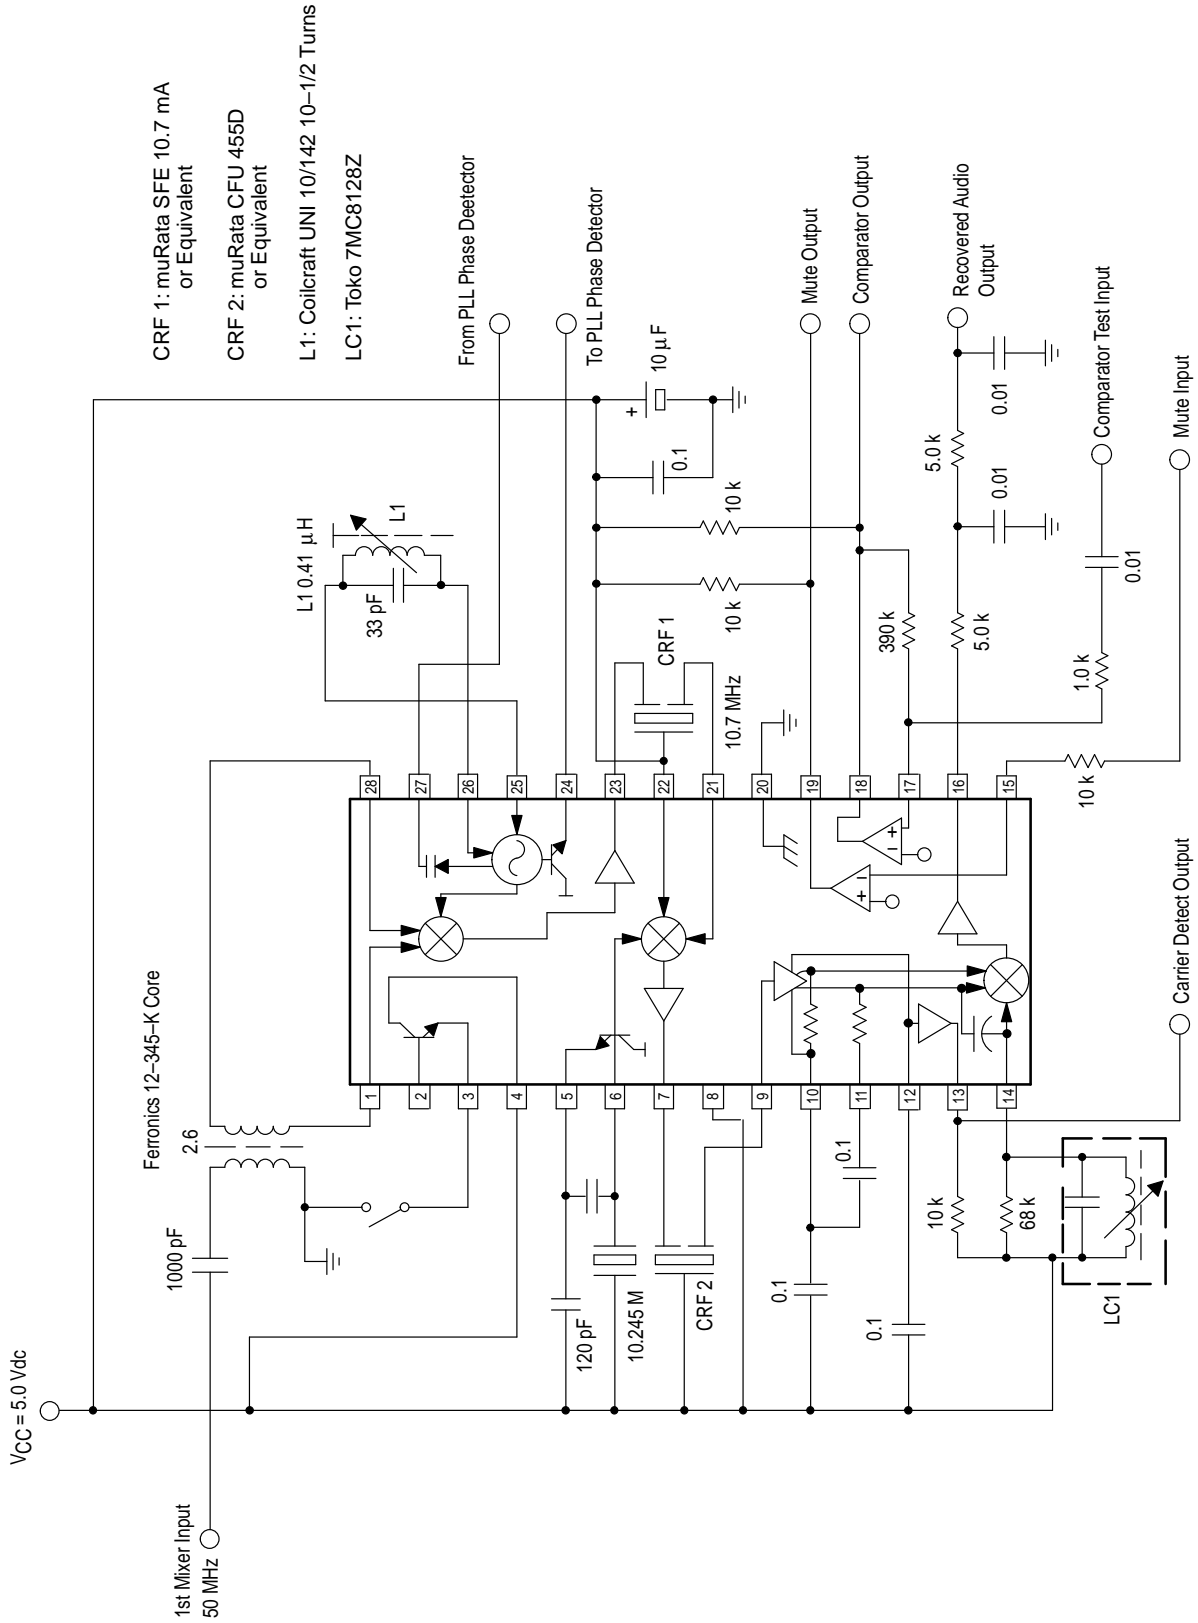 VCC = 5.0 Vdc
1st Mixer Input
50 MHz
1000 pF
Ferronics 12–345–K Core
2.6
120 pF
10.245 M
CRF 2
0.1
0.1
0.1
10 k
68 k
LC1
Carrier Detect Output
1
2
3
4
5
6
7
8
9
10
11
12
13
14
28
27
26
25
24
23
22
21
20
19
18
17
16
15
+
–
–
+
L1 0.41 µH
33 pF
L1
CRF 1
10.7 MHz
10 k
10 k
0.1
+
10 µF
390 k
5.0 k
0.01
5.0 k
0.01
1.0 k
0.01
10 k
CRF 1: muRata SFE 10.7 mA
or Equivalent
CRF 2: muRata CFU 455D
or Equivalent
L1: Coilcraft UNI 10/142 10–1/2 Turns
LC1: Toko 7MC8128Z
From PLL Phase Deetector
To PLL Phase Detector
Mute Output
Comparator Output
Recovered Audio
Output
Comparator Test Input
Mute Input